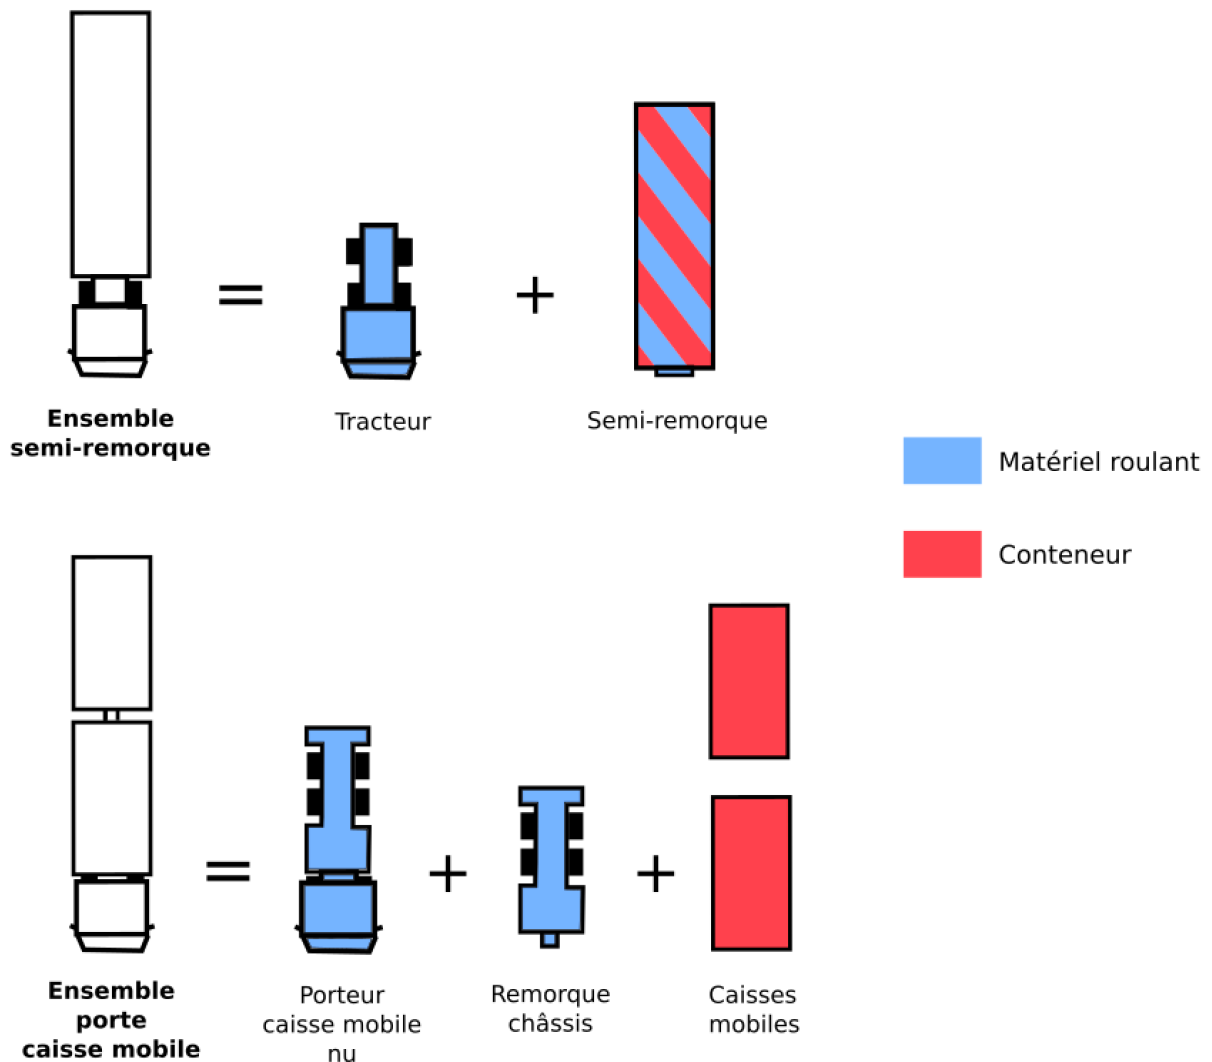 =
+
Ensemble
semi-remorque
Tracteur
Semi-remorque
Matériel roulant
Conteneur
=
+
+
Ensemble
porte
caisse mobile
Porteur
caisse mobile
nu
Remorque
châssis
Caisses
mobiles